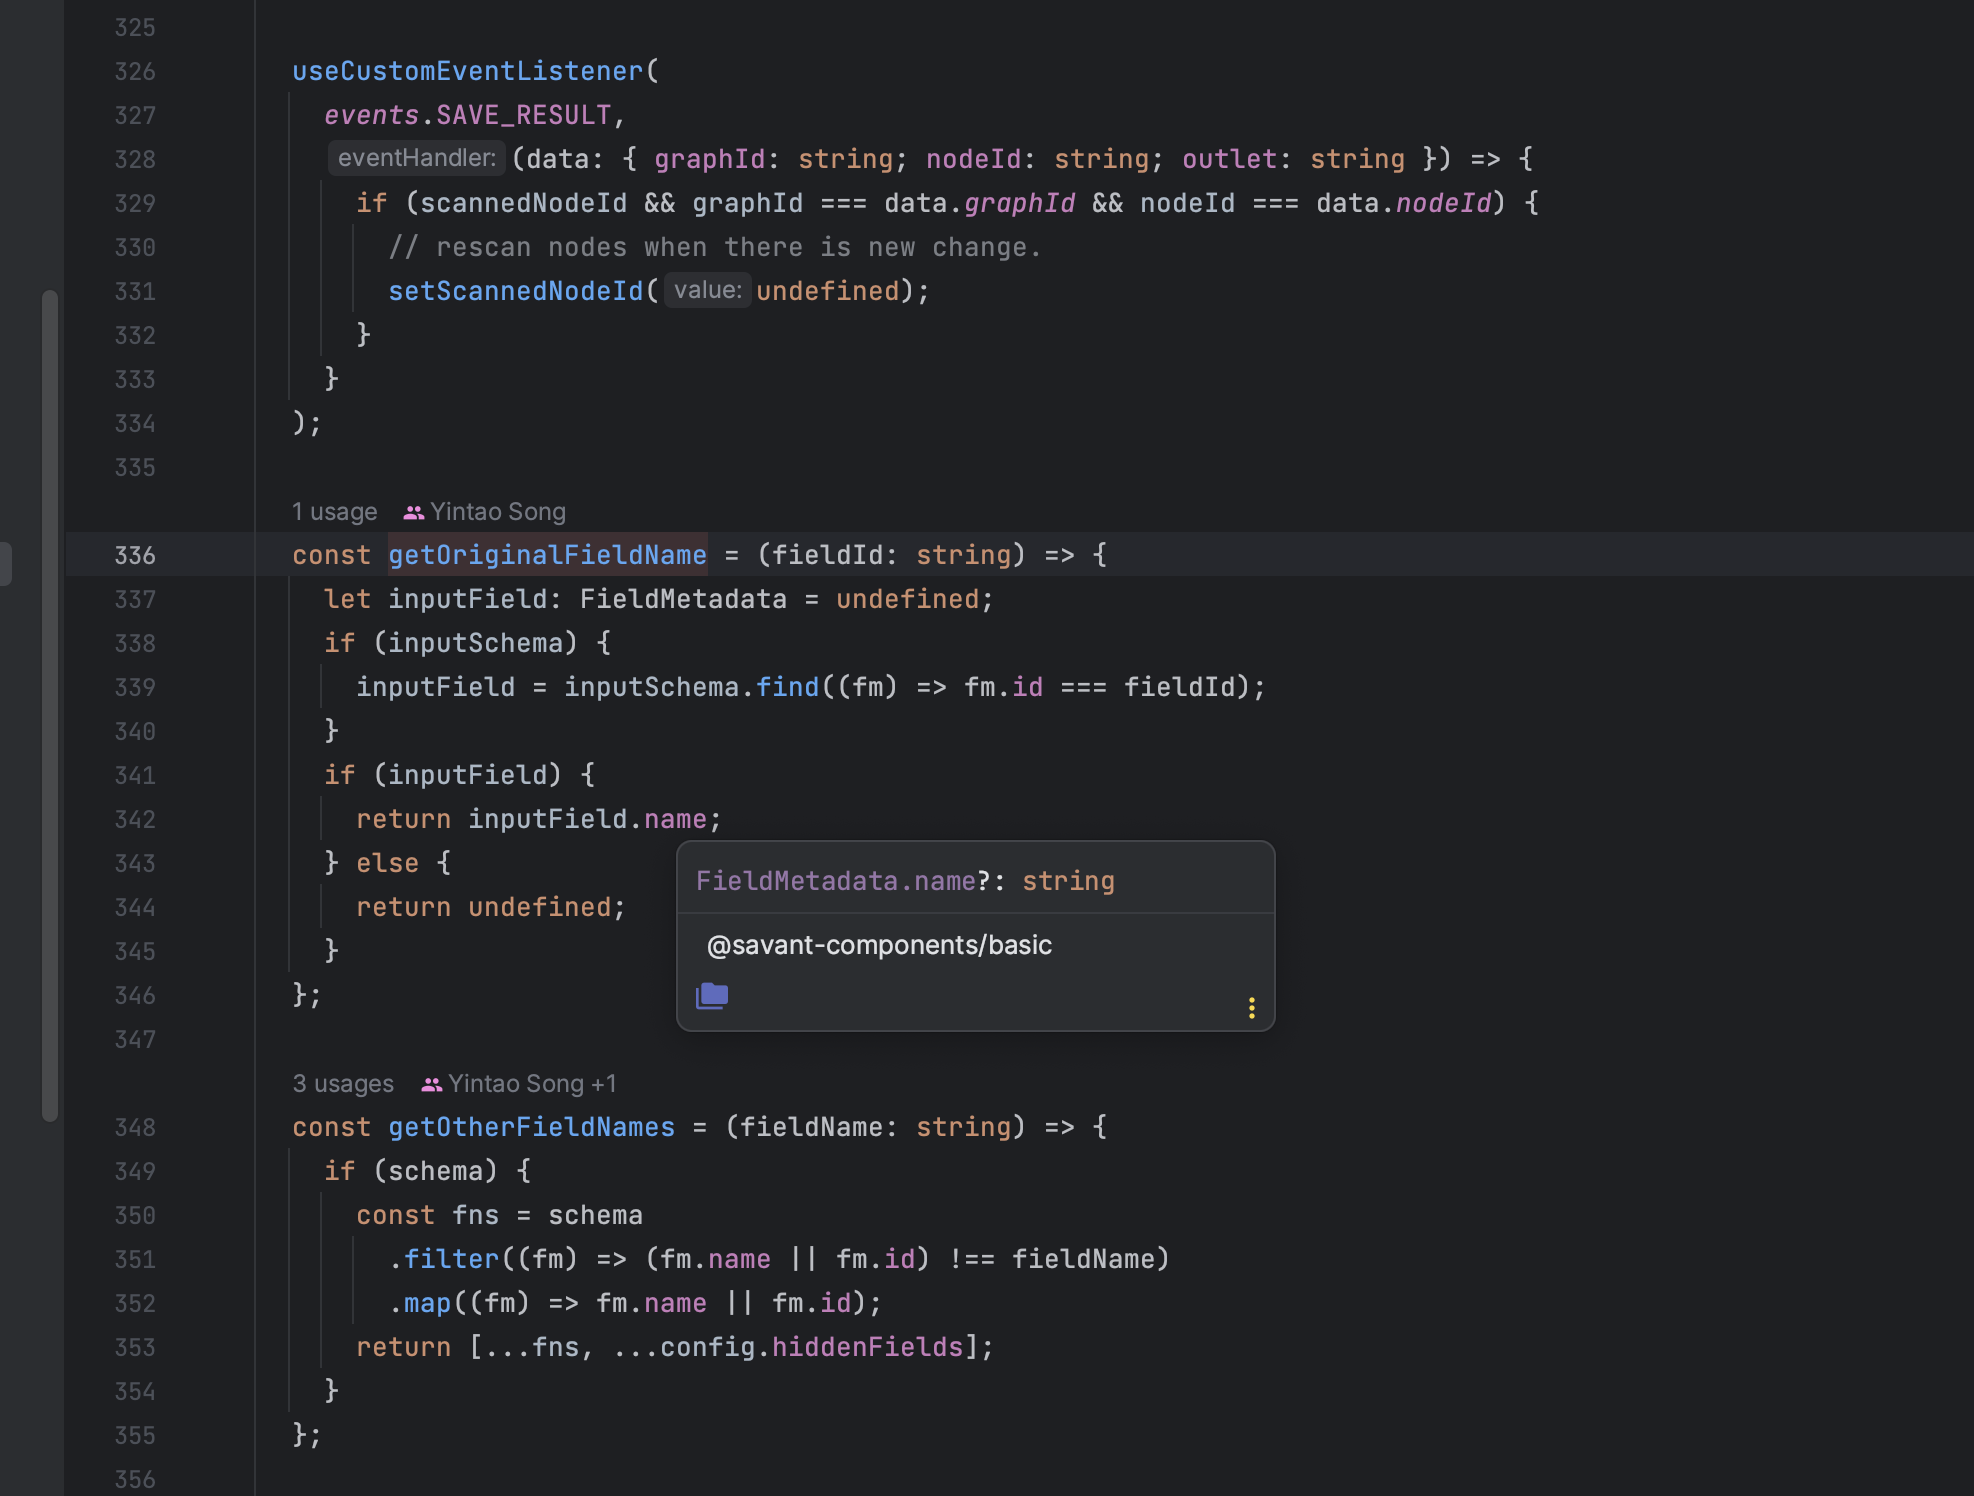 325
326 useCustomEventListener(
327 events.SAVE_RESULT,
328 eventHandler: (data: { graphId: string; nodeId: string; outlet: string }) => {
329 if (scannedNodeId && graphId === data.graphId && nodeId === data.nodeId) {
330 // rescan nodes when there is new change.
331 setScannedNodeId( value: undefined);
332 }
333 }
334 );
335
1 usage Yintao Song
336 const getOriginalFieldName = (fieldId: string) => {
337 let inputField: FieldMetadata = undefined;
338 if (inputSchema) {
339 inputField = inputSchema.find((fm) => fm.id === fieldId);
340 }
341 if (inputField) {
342 return inputField.name;
343 } else {
344 return undefined;
345 }
346 };
347
FieldMetadata.name?: string
@savant-components/basic
3 usages Yintao Song +1
348 const getOtherFieldNames = (fieldName: string) => {
349 if (schema) {
350 const fns = schema
351 .filter((fm) => (fm.name || fm.id) !== fieldName)
352 .map((fm) => fm.name || fm.id);
353 return [...fns, ...config.hiddenFields];
354 }
355 };
356